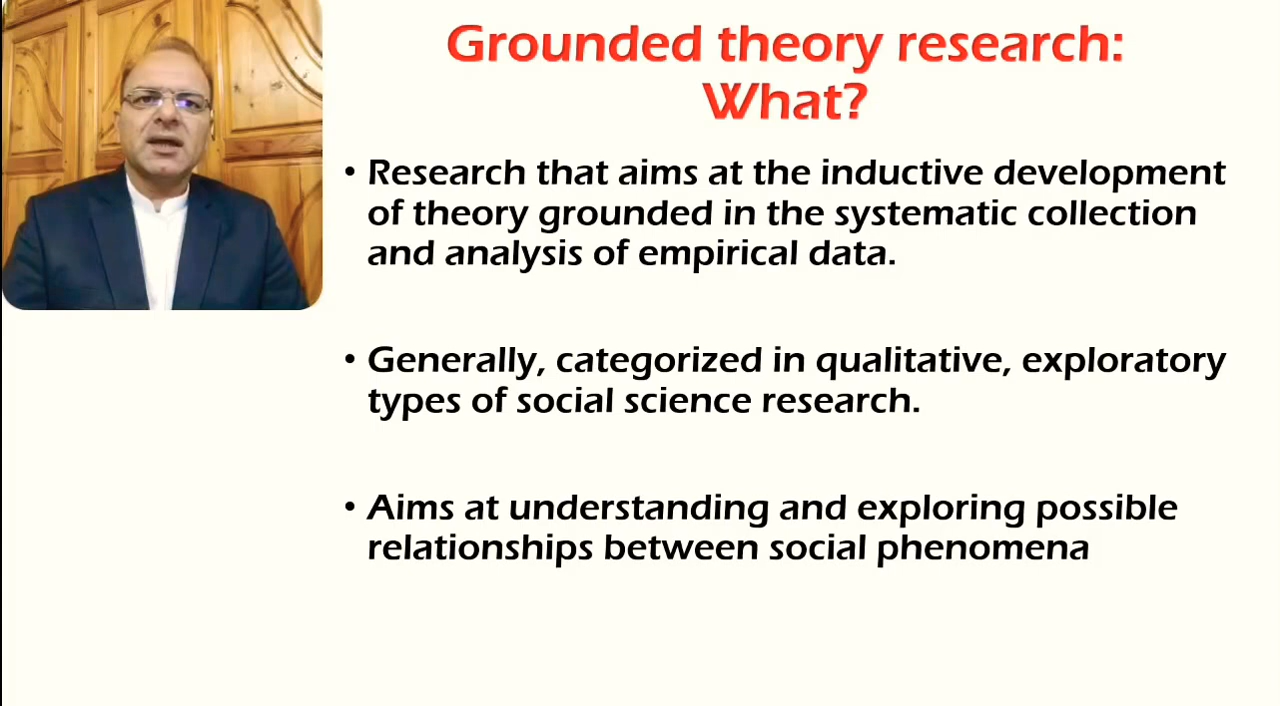 Grounded theory research:
What?
• Research that aims at the inductive development
of theory grounded in the systematic collection
and analysis of empirical data.
• Generally, categorized in qualitative, exploratory
types of social science research.
• Aims at understanding and exploring possible
relationships between social phenomena